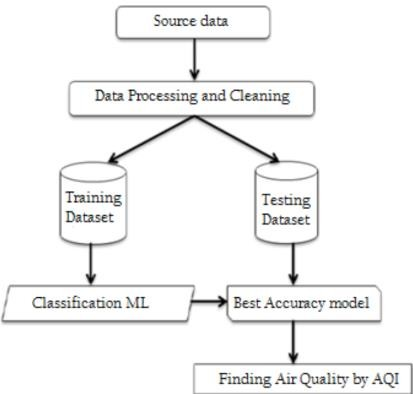 Source data
Data Processing and Cleaning
Training
Dataset
Testing
Dataset
Classification ML
Best Accuracy model
Finding Air Quality by AQI